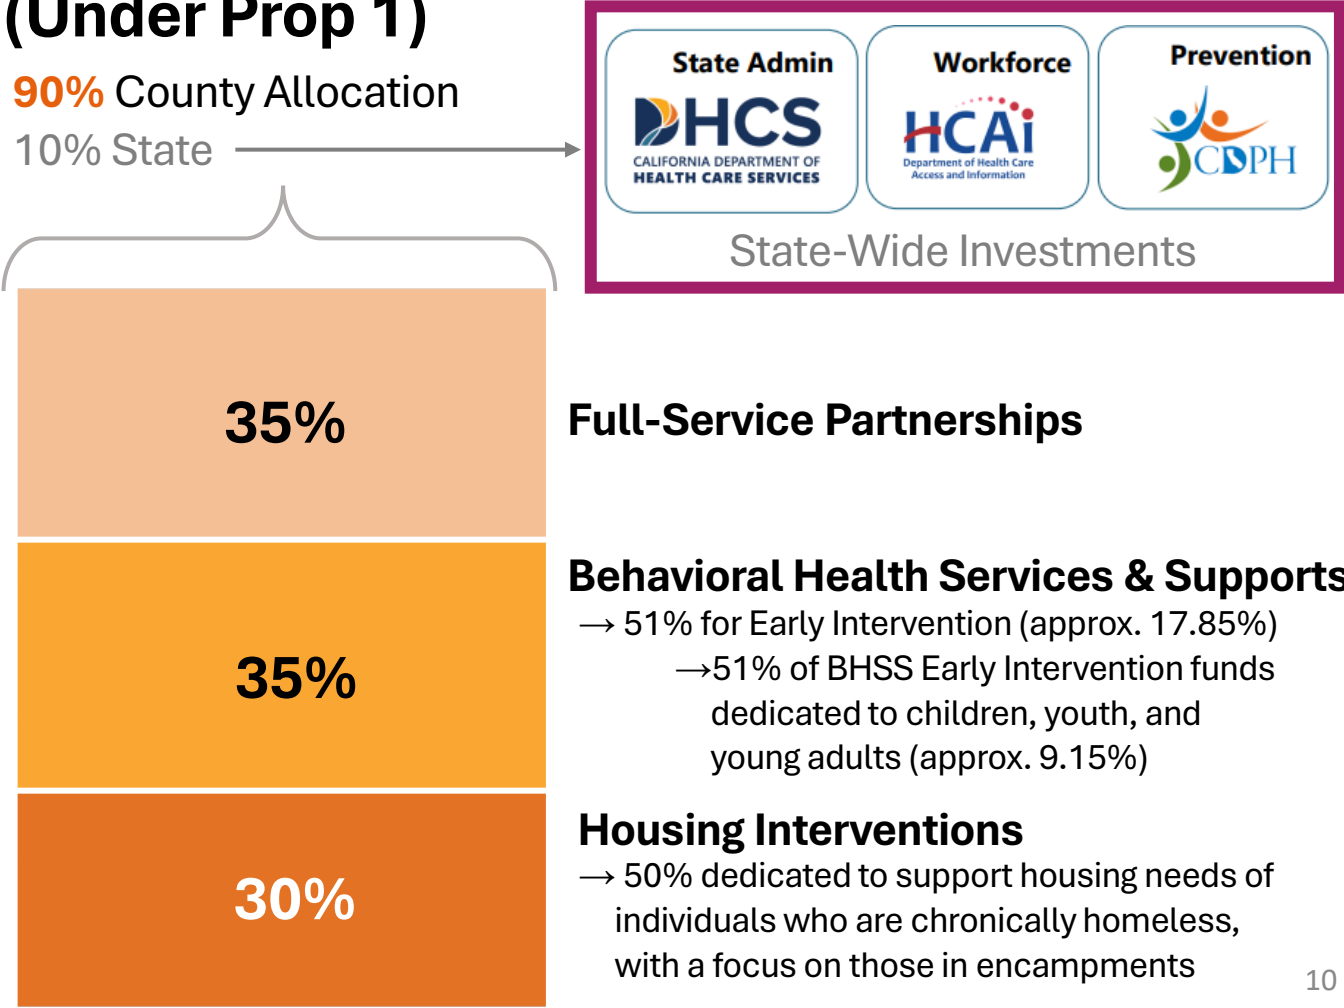 (Under Prop 1)
90% County Allocation
10% State
State Admin
DHCS
CALIFORNIA DEPARTMENT OF
HEALTH CARE SERVICES
Workforce
HCAi
Department of Health Care
Access and Information
Prevention
CDPH
State-Wide Investments
35%
Full-Service Partnerships
35%
Behavioral Health Services & Supports
→ 51% for Early Intervention (approx. 17.85%)
→51% of BHSS Early Intervention funds
dedicated to children, youth, and
young adults (approx. 9.15%)
30%
Housing Interventions
→ 50% dedicated to support housing needs of
individuals who are chronically homeless,
with a focus on those in encampments
10